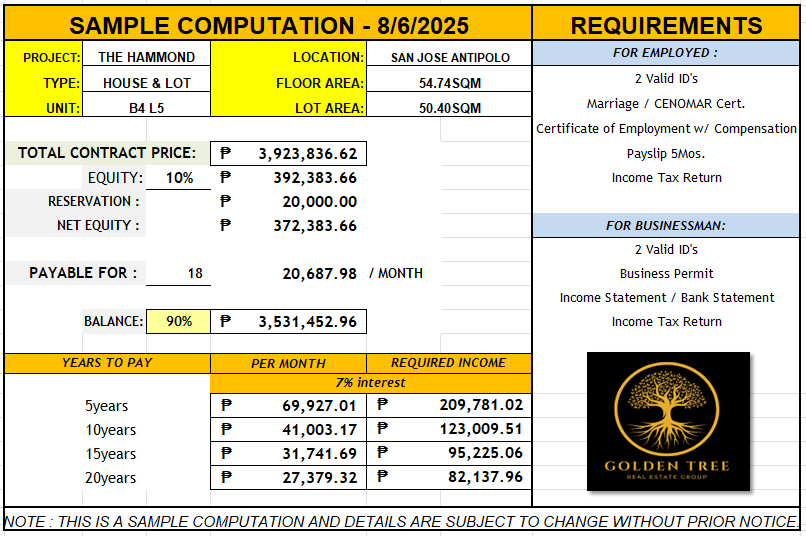 SAMPLE COMPUTATION - 8/6/2025
PROJECT: THE HAMMOND LOCATION: SAN JOSE ANTIPOLO
TYPE: HOUSE & LOT FLOOR AREA: 54.74SQM
UNIT: B4 L5 LOT AREA: 50.40SQM
TOTAL CONTRACT PRICE: ₱ 3,923,836.62
EQUITY: 10% ₱ 392,383.66
RESERVATION : ₱ 20,000.00
NET EQUITY : ₱ 372,383.66
PAYABLE FOR : 18 20,687.98 / MONTH
BALANCE: 90% ₱ 3,531,452.96
YEARS TO PAY PER MONTH REQUIRED INCOME
7% interest
5years ₱ 69,927.01 ₱ 209,781.02
10years ₱ 41,003.17 ₱ 123,009.51
15years ₱ 31,741.69 ₱ 95,225.06
20years ₱ 27,379.32 ₱ 82,137.96
REQUIREMENTS
FOR EMPLOYED :
2 Valid ID's
Marriage / CENOMAR Cert.
Certificate of Employment w/ Compensation
Payslip 5Mos.
Income Tax Return
FOR BUSINESSMAN:
2 Valid ID's
Business Permit
Income Statement / Bank Statement
Income Tax Return
GOLDEN TREE
REAL ESTATE GROUP
NOTE : THIS IS A SAMPLE COMPUTATION AND DETAILS ARE SUBJECT TO CHANGE WITHOUT PRIOR NOTICE.